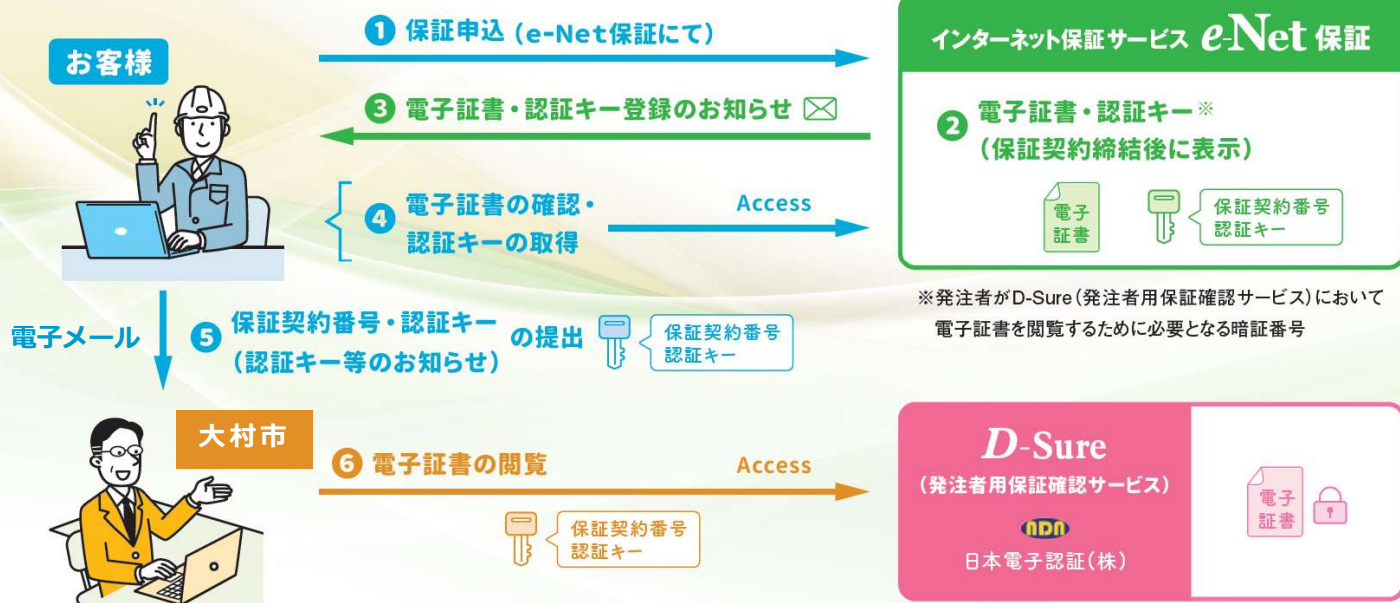 お客様
❶ 保証申込(e-Net保証にて)
インターネット保証サービス e-Net 保証
❷ 電子証書・認証キー※
(保証契約締結後に表示)
電子
証書
保証契約番号
認証キー
❸ 電子証書・認証キー登録のお知らせ
❹ 電子証書の確認・
認証キーの取得
Access
※発注者がD-Sure(発注者用保証確認サービス)において
電子証書を閲覧するために必要となる暗証番号
電子メール
❺ 保証契約番号・認証キー
(認証キー等のお知らせ)
の提出
保証契約番号
認証キー
大村市
❻ 電子証書の閲覧
Access
保証契約番号
認証キー
D-Sure
(発注者用保証確認サービス)
NDN
日本電子認証(株)
電子
証書